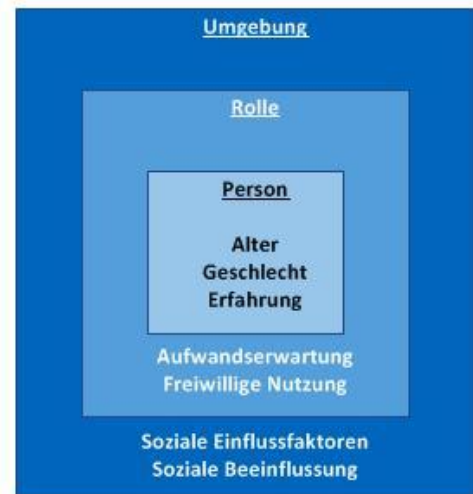 Umgebung
Rolle
Person
Alter
Geschlecht
Erfahrung
Aufwandserwartung
Freiwillige Nutzung
Soziale Einflussfaktoren
Soziale Beeinflussung